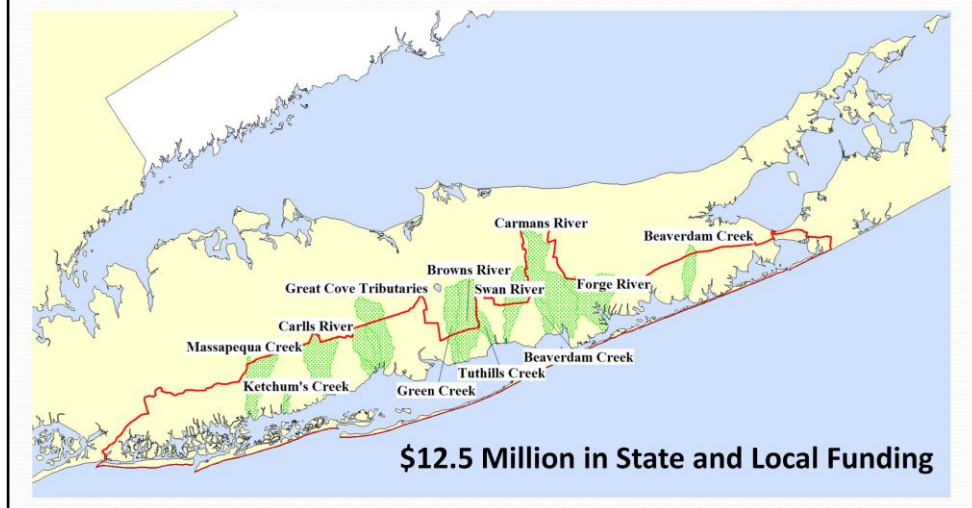 Carmans River
Beaverdam Creek
Browns River
Great Cove Tributaries
Swan River
Forge River
Carlls River
Massapequa Creek
Beaverdam Creek
Tuthills Creek
Ketchum's Creek
Green Creek
$12.5 Million in State and Local Funding